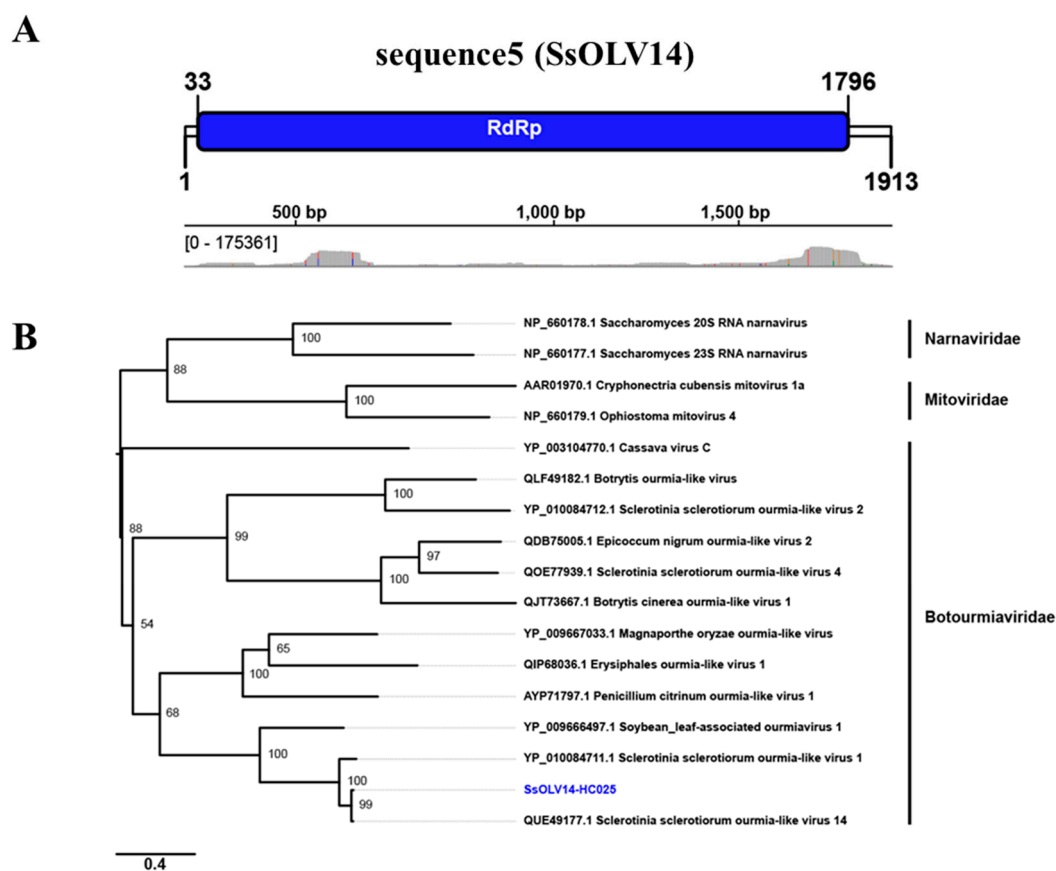 A
sequence5 (SsOLV14)
33
1796
RdRp
1
1913
500 bp
1,000 bp
1,500 bp
[0 - 175361]
B
NP_660178.1 Saccharomyces 20S RNA narnavirus
100
NP_660177.1 Saccharomyces 23S RNA narnavirus
Narnaviridae
88
AAR01970.1 Cryphonectria cubensis mitovirus 1a
100
NP_660179.1 Ophiostoma mitovirus 4
Mitoviridae
YP_003104770.1 Cassava virus C
QLF49182.1 Botrytis ourmia-like virus
100
YP_010084712.1 Sclerotinia sclerotiorum ourmia-like virus 2
88
99
QDB75005.1 Epicoccum nigrum ourmia-like virus 2
97
QOE77939.1 Sclerotinia sclerotiorum ourmia-like virus 4
100
QJT73667.1 Botrytis cinerea ourmia-like virus 1
Botourmiaviridae
54
YP_009667033.1 Magnaporthe oryzae ourmia-like virus
65
QIP68036.1 Erysiphales ourmia-like virus 1
100
AYP71797.1 Penicillium citrinum ourmia-like virus 1
68
YP_009666497.1 Soybean_leaf-associated ourmiavirus 1
100
YP_010084711.1 Sclerotinia sclerotiorum ourmia-like virus 1
100
SsOLV14-HC025
99
QUE49177.1 Sclerotinia sclerotiorum ourmia-like virus 14
0.4